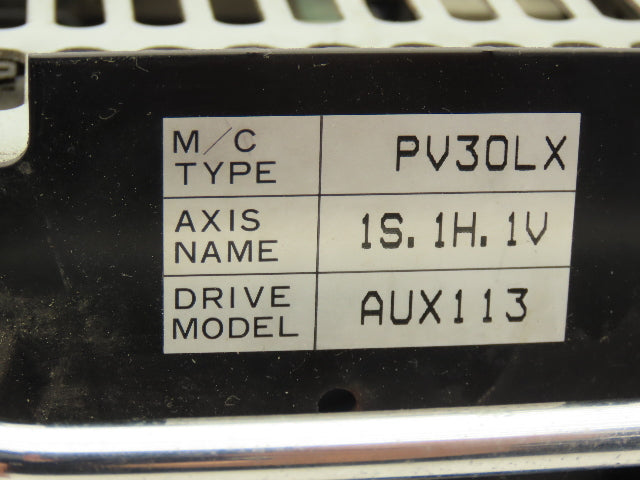 M/C
TYPE
PV30LX
AXIS
NAME
1S.1H.1V
DRIVE
MODEL
AUX113